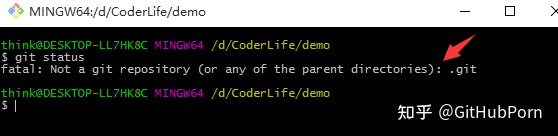 MINGW64:/d/CoderLife/demo
think@DESKTOP-LL7HK8C MINGW64 /d/CoderLife/demo
$ git status
fatal: Not a git repository (or any of the parent directories): .git
think@DESKTOP-LL7HK8C MINGW64 /d/CoderLife/demo
$
知乎 @GitHubPorn